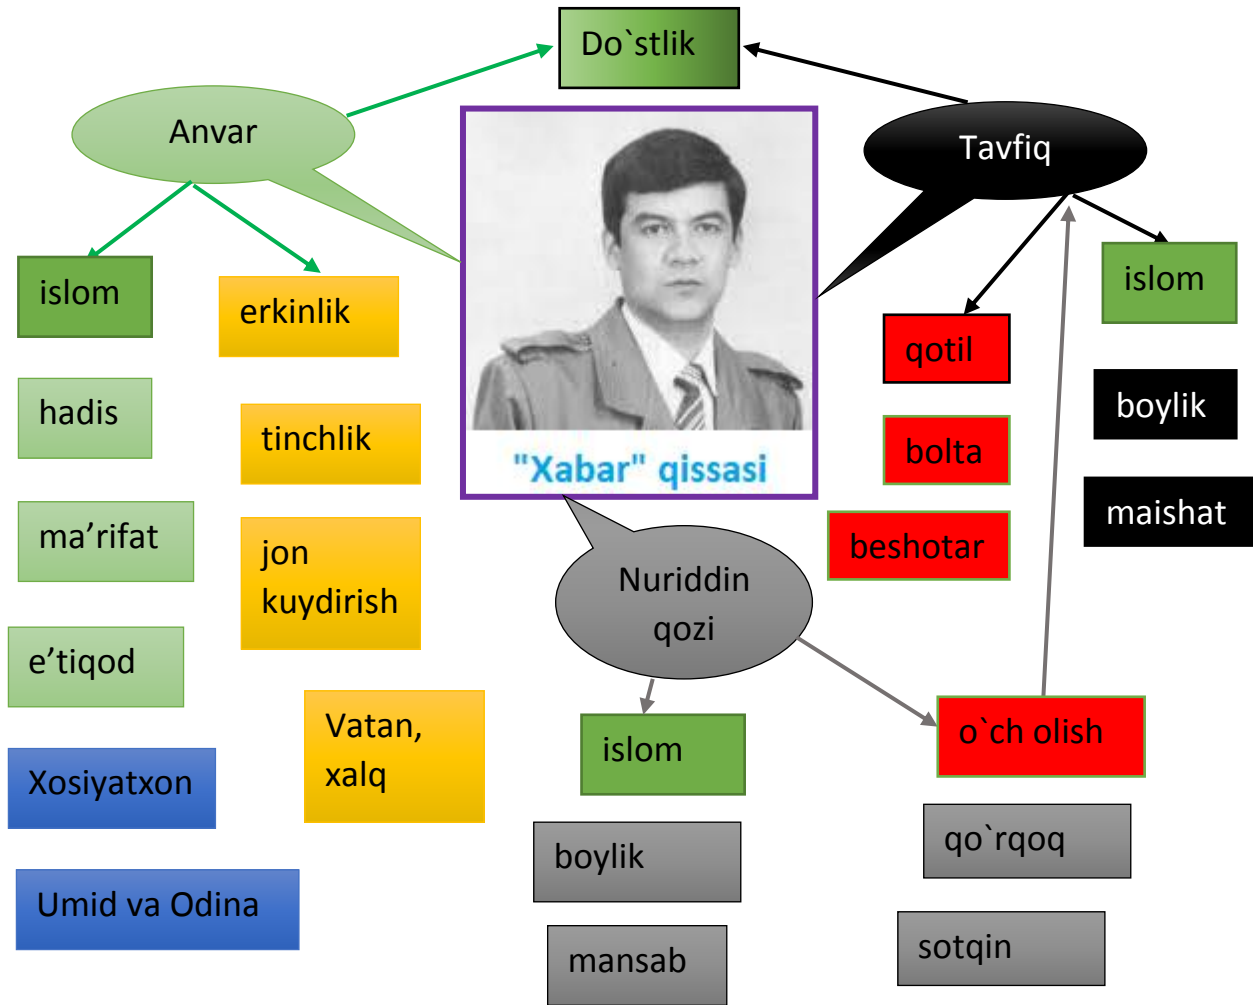 Do`stlik
Anvar
Tavfiq
islom
hadis
ma’rifat
e’tiqod
Xosiyatxon
Umid va Odina
erkinlik
tinchlik
jon
kuydirish
Vatan,
xalq
"Xabar" qissasi
Nuriddin
qozi
islom
boylik
mansab
qotil
bolta
beshotar
islom
boylik
maishat
o`ch olish
qo`rqoq
sotqin